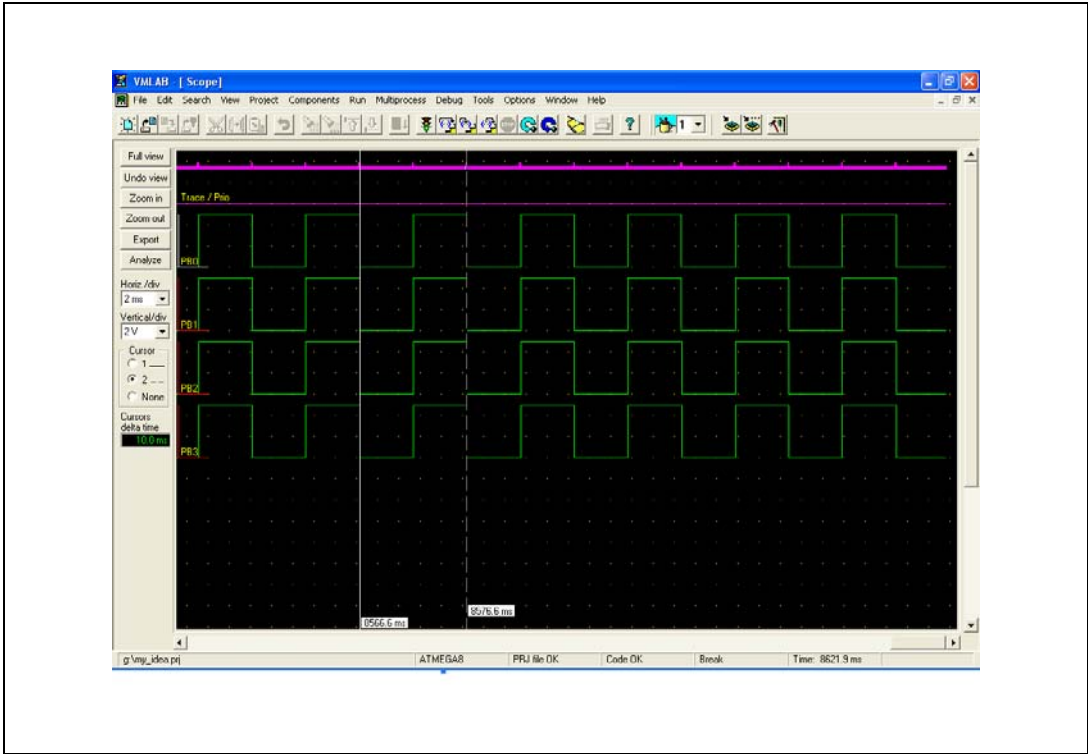 VMLAB - [ Scope]
File Edit Search View Project Components Run Multiprocess Debug Tools Options Window Help
1
Full view
Undo view
Zoom in
Zoom out
Export
Analyze
Horiz./div
2 ms
Vertical/div
2 V
Cursor
1
2
None
Cursors
delta time
10.0 ms
Trace / Prio
PB0
PB1
PB2
PB3
8566.6 ms
8576.6 ms
g:\my_idea.prj ATMEGA8 PRJ file OK Code OK Break Time: 8621.9 ms